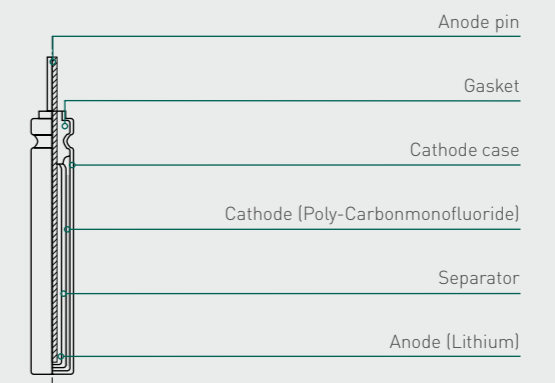 Anode pin
Gasket
Cathode case
Cathode (Poly-Carbonmonofluoride)
Separator
Anode (Lithium)